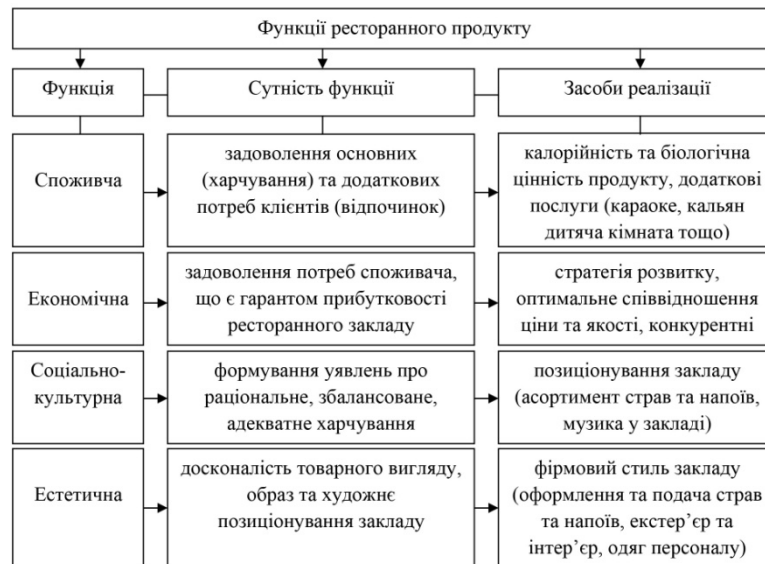 Функції ресторанного продукту
Функція
Сутність функції
Засоби реалізації
Споживча
задоволення основних
(харчування) та додаткових
потреб клієнтів (відпочинок)
калорійність та біологічна
цінність продукту, додаткові
послуги (караоке, кальян
дитяча кімната тощо)
Економічна
задоволення потреб споживача,
що є гарантом прибутковості
ресторанного закладу
стратегія розвитку,
оптимальне співвідношення
ціни та якості, конкурентні
Соціально-
культурна
формування уявлень про
раціональне, збалансоване,
адекватне харчування
позиціонування закладу
(асортимент страв та напоїв,
музика у закладі)
Естетична
досконалість товарного вигляду,
образ та художнє
позиціонування закладу
фірмовий стиль закладу
(оформлення та подача страв
та напоїв, екстер’єр та
інтер’єр, одяг персоналу)